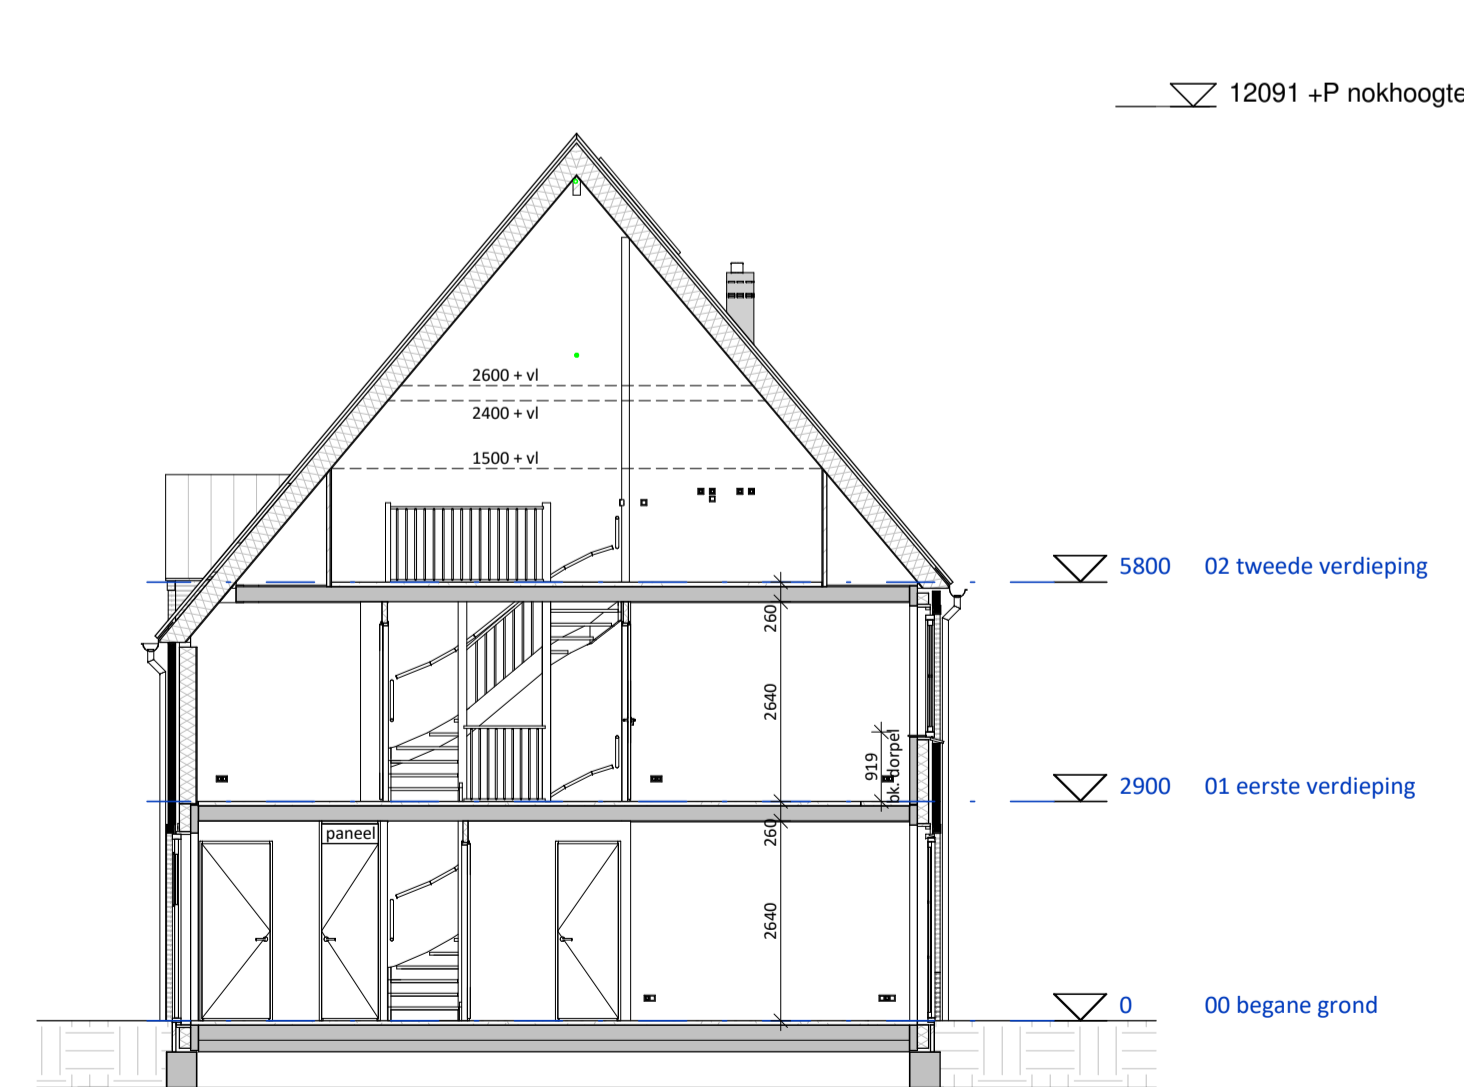 12091 +P nokhoogte
2600 + vl
2400 + vl
1500 + vl
5800 02 tweede verdieping
260
2640
919
bk. dorpel
2900 01 eerste verdieping
260
paneel
2640
0 00 begane grond